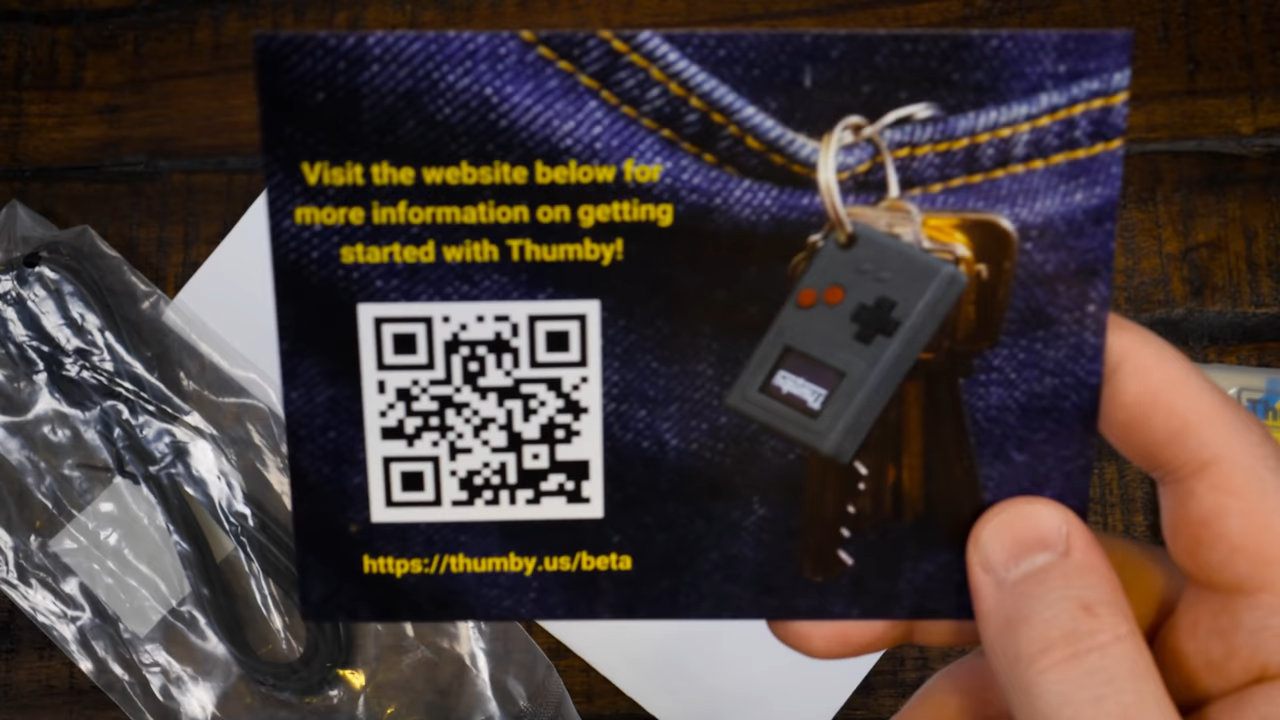 Visit the website below for
more information on getting
started with Thumby!
https://thumby.us/beta